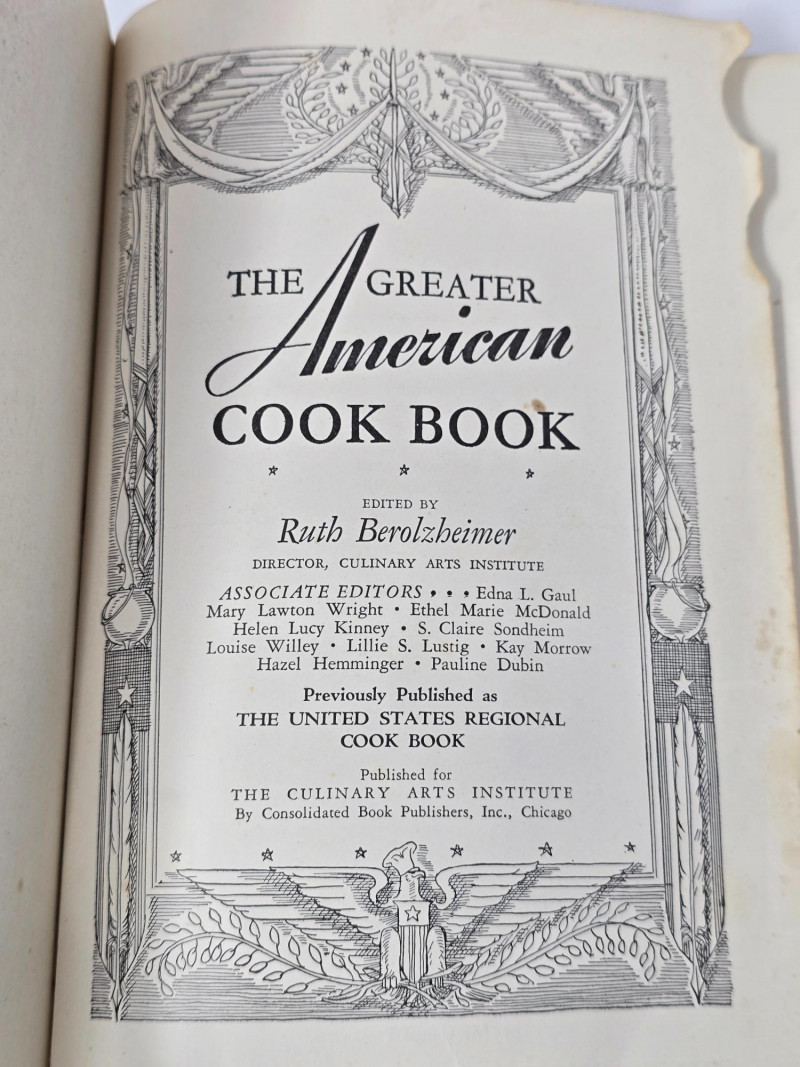 THE GREATER
American
COOK BOOK
EDITED BY
Ruth Berolzheimer
DIRECTOR, CULINARY ARTS INSTITUTE
ASSOCIATE EDITORS • • • Edna L. Gaul
Mary Lawton Wright • Ethel Marie McDonald
Helen Lucy Kinney • S. Claire Sondheim
Louise Willey • Lillie S. Lustig • Kay Morrow
Hazel Hemminger • Pauline Dubin
Previously Published as
THE UNITED STATES REGIONAL
COOK BOOK
Published for
THE CULINARY ARTS INSTITUTE
By Consolidated Book Publishers, Inc., Chicago